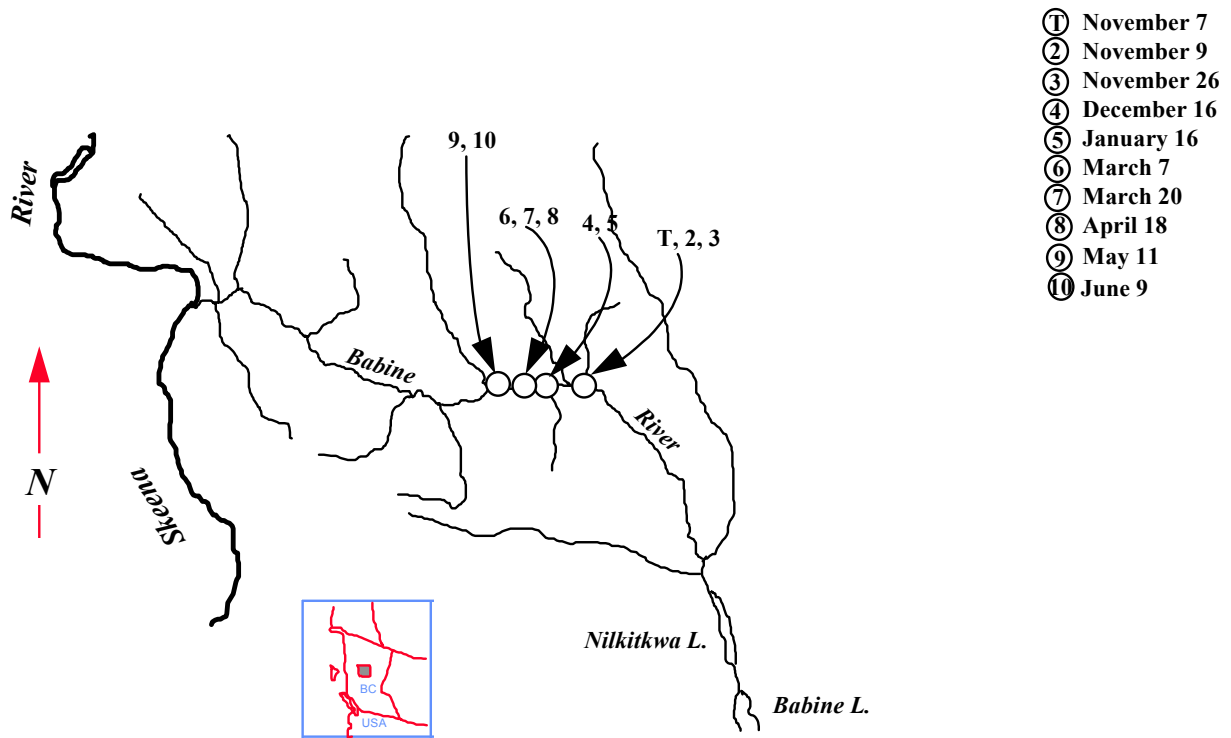 T November 7
2 November 9
3 November 26
4 December 16
5 January 16
6 March 7
7 March 20
8 April 18
9 May 11
10 June 9
9, 10
6, 7, 8
4, 5
T, 2, 3
River
Babine
River
N
Skeena
Nilkitkwa L.
Babine L.
BC
USA